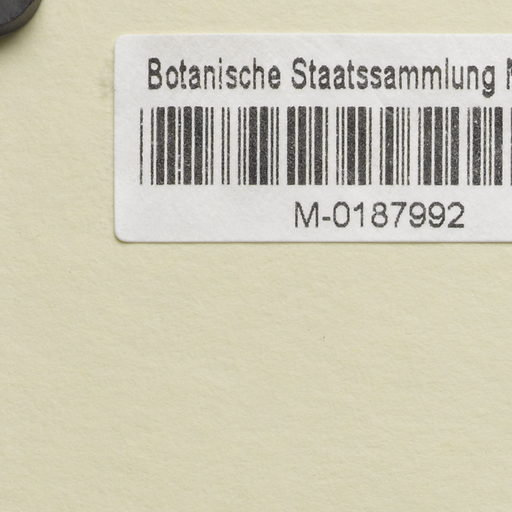 Botanische Staatssammlung
M-0187992